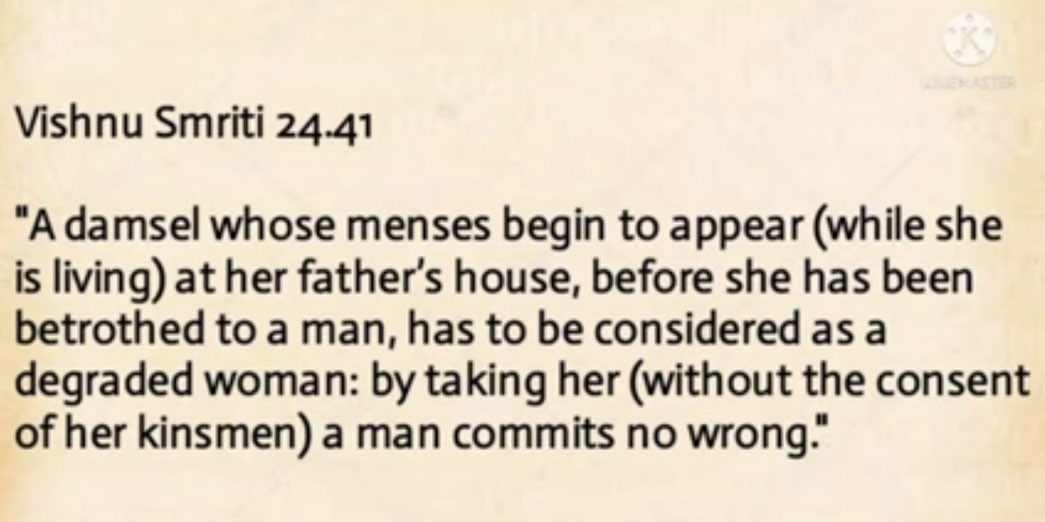 KINEMASTER
Vishnu Smriti 24.41
"A damsel whose menses begin to appear (while she
is living) at her father's house, before she has been
betrothed to a man, has to be considered as a
degraded woman: by taking her (without the consent
of her kinsmen) a man commits no wrong."